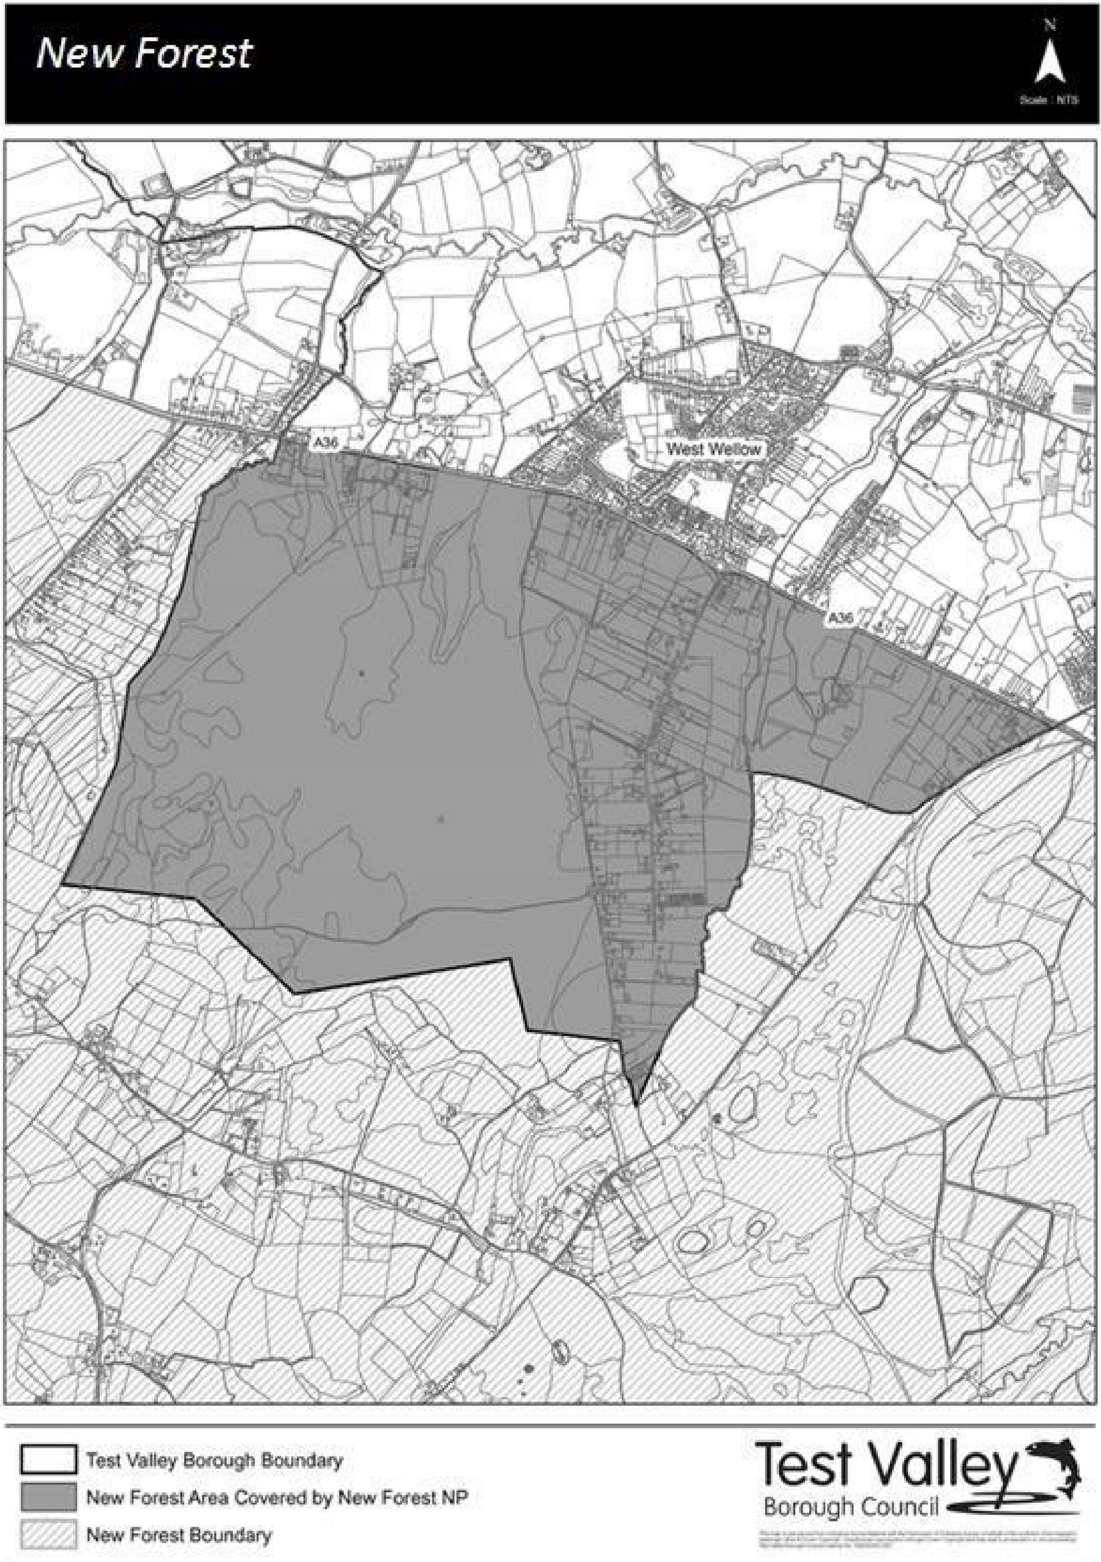 New Forest
N
Scale : NTS
A36
West Wellow
A36
Test Valley Borough Boundary
New Forest Area Covered by New Forest NP
New Forest Boundary
Test Valley
Borough Council